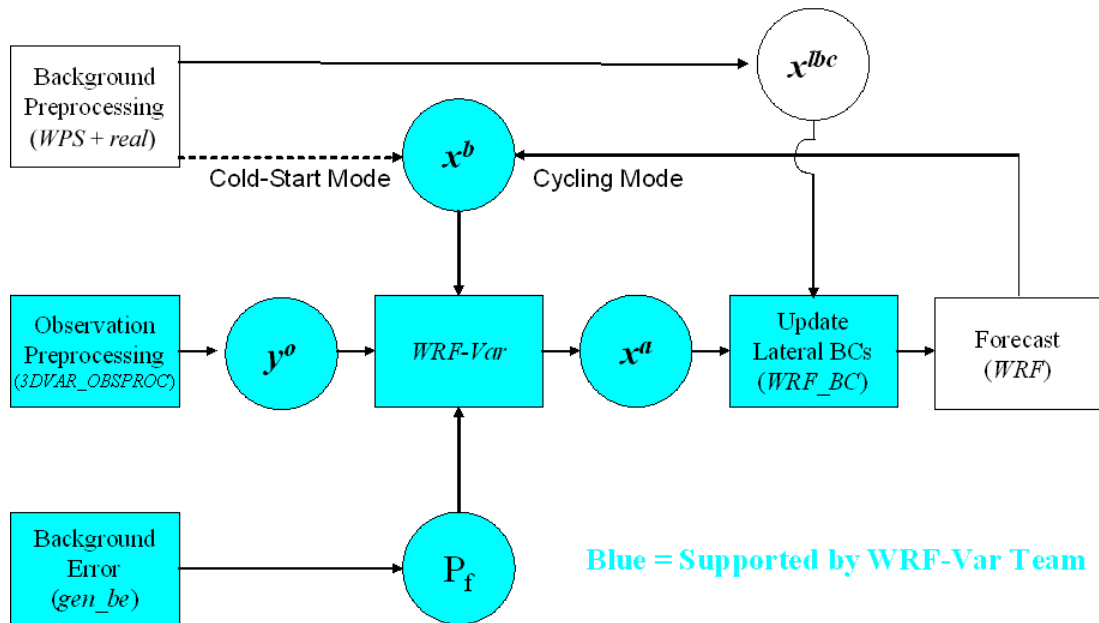 Background
Preprocessing
(WPS + real)
x^lbc
x^b
Cold-Start Mode
Cycling Mode
Observation
Preprocessing
(3DVAR_OBSPROC)
y^o
WRF-Var
x^a
Update
Lateral BCs
(WRF_BC)
Forecast
(WRF)
Background
Error
(gen_be)
P_f
Blue = Supported by WRF-Var Team